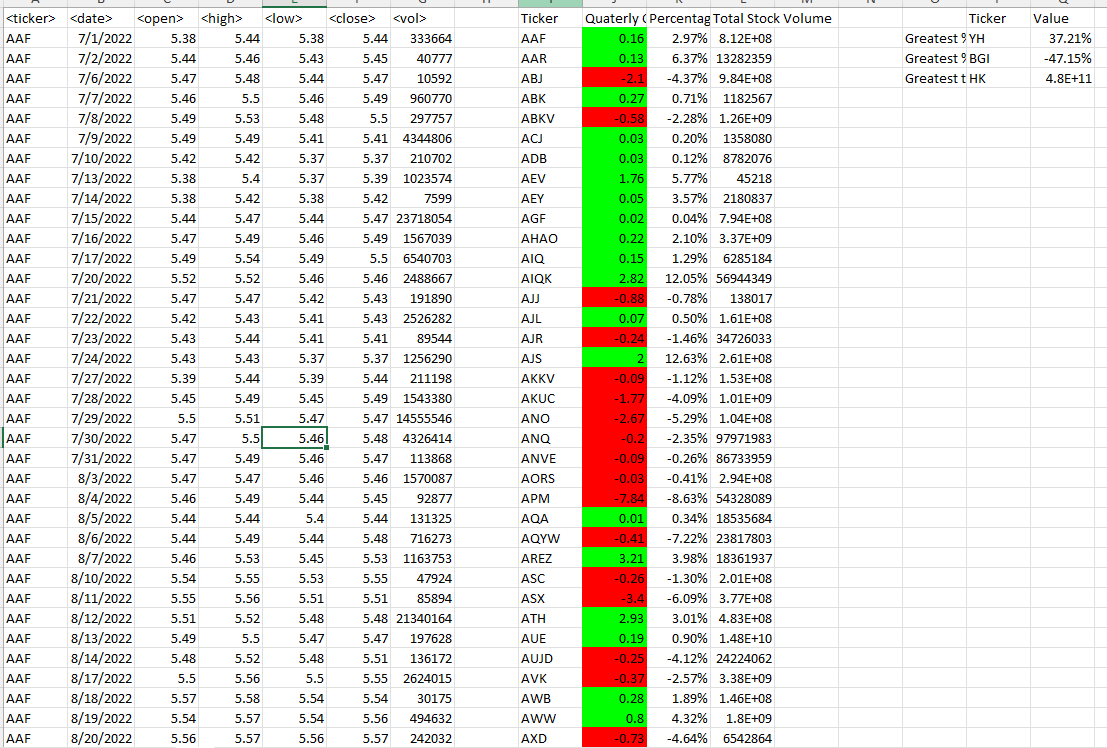 <ticker> <date> <open> <high> <low> <close> <vol> Ticker Quaterly Percentag Total Stock Volume Ticker Value
AAF 7/1/2022 5.38 5.44 5.38 5.44 333664 AAF 0.16 2.97% 8.12E+08 Greatest % YH 37.21%
AAF 7/2/2022 5.44 5.46 5.43 5.45 40777 AAR 0.13 6.37% 13282359 Greatest % BGI -47.15%
AAF 7/6/2022 5.47 5.48 5.44 5.47 10592 ABJ -2.1 -4.37% 9.84E+08 Greatest t HK 4.8E+11
AAF 7/7/2022 5.46 5.5 5.46 5.49 960770 ABK 0.27 0.71% 1182567
AAF 7/8/2022 5.49 5.53 5.48 5.5 297757 ABKV -0.58 -2.28% 1.26E+09
AAF 7/9/2022 5.49 5.49 5.41 5.41 4344806 ACJ 0.03 0.20% 1358080
AAF 7/10/2022 5.42 5.42 5.37 5.37 210702 ADB 0.03 0.12% 8782076
AAF 7/13/2022 5.38 5.4 5.37 5.39 1023574 AEV 1.76 5.77% 45218
AAF 7/14/2022 5.38 5.42 5.38 5.42 7599 AEY 0.05 3.57% 2180837
AAF 7/15/2022 5.44 5.47 5.44 5.47 23718054 AGF 0.02 0.04% 7.94E+08
AAF 7/16/2022 5.47 5.49 5.46 5.49 1567039 AHAO 0.22 2.10% 3.37E+09
AAF 7/17/2022 5.49 5.54 5.49 5.5 6540703 AIQ 0.15 1.29% 6285184
AAF 7/20/2022 5.52 5.52 5.46 5.46 2488667 AIQK 2.82 12.05% 56944349
AAF 7/21/2022 5.47 5.47 5.42 5.43 191890 AJJ -0.88 -0.78% 138017
AAF 7/22/2022 5.42 5.43 5.41 5.43 2526282 AJL 0.07 0.50% 1.61E+08
AAF 7/23/2022 5.43 5.44 5.41 5.41 89544 AJR -0.24 -1.46% 34726033
AAF 7/24/2022 5.43 5.43 5.37 5.37 1256290 AJS 2 12.63% 2.61E+08
AAF 7/27/2022 5.39 5.44 5.39 5.44 211198 AKKV -0.09 -1.12% 1.53E+08
AAF 7/28/2022 5.45 5.49 5.45 5.49 1543380 AKUC -1.77 -4.09% 1.01E+09
AAF 7/29/2022 5.5 5.51 5.47 5.47 14555546 ANO -2.67 -5.29% 1.04E+08
AAF 7/30/2022 5.47 5.5 5.46 5.48 4326414 ANQ -0.2 -2.35% 97971983
AAF 7/31/2022 5.47 5.49 5.46 5.47 113868 ANVE -0.09 -0.26% 86733959
AAF 8/3/2022 5.47 5.47 5.46 5.46 1570087 AORS -0.03 -0.41% 2.94E+08
AAF 8/4/2022 5.46 5.49 5.44 5.45 92877 APM -7.84 -8.63% 54328089
AAF 8/5/2022 5.44 5.44 5.4 5.44 131325 AQA 0.01 0.34% 18535684
AAF 8/6/2022 5.44 5.49 5.44 5.48 716273 AQYW -0.41 -7.22% 23817803
AAF 8/7/2022 5.46 5.53 5.45 5.53 1163753 AREZ 3.21 3.98% 18361937
AAF 8/10/2022 5.54 5.55 5.53 5.55 47924 ASC -0.26 -1.30% 2.01E+08
AAF 8/11/2022 5.55 5.56 5.51 5.51 85894 ASX -3.4 -6.09% 3.77E+08
AAF 8/12/2022 5.51 5.52 5.48 5.48 21340164 ATH 2.93 3.01% 4.83E+08
AAF 8/13/2022 5.49 5.5 5.47 5.47 197628 AUE 0.19 0.90% 1.48E+10
AAF 8/14/2022 5.48 5.52 5.48 5.51 136172 AUJD -0.25 -4.12% 24224062
AAF 8/17/2022 5.5 5.56 5.5 5.55 2624015 AVK -0.37 -2.57% 3.38E+09
AAF 8/18/2022 5.57 5.58 5.54 5.54 30175 AWB 0.28 1.89% 1.46E+08
AAF 8/19/2022 5.54 5.57 5.54 5.56 494632 AWW 0.8 4.32% 1.8E+09
AAF 8/20/2022 5.56 5.57 5.56 5.57 242032 AXD -0.73 -4.64% 6542864